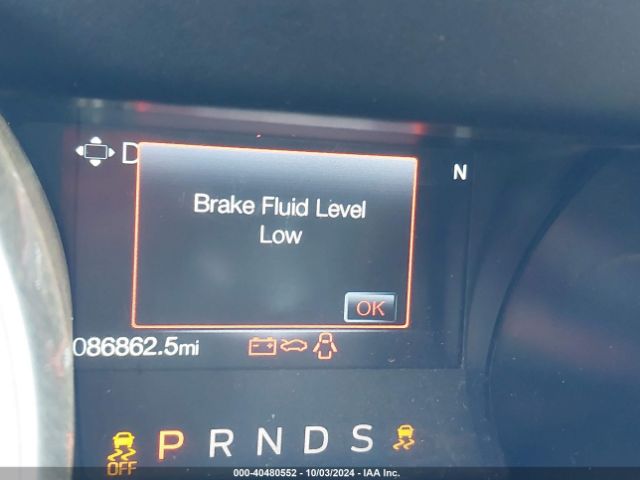 D
N
Brake Fluid Level
Low
OK
086862.5mi
P R N D S
OFF
000-40480552 - 10/03/2024 - IAA Inc.